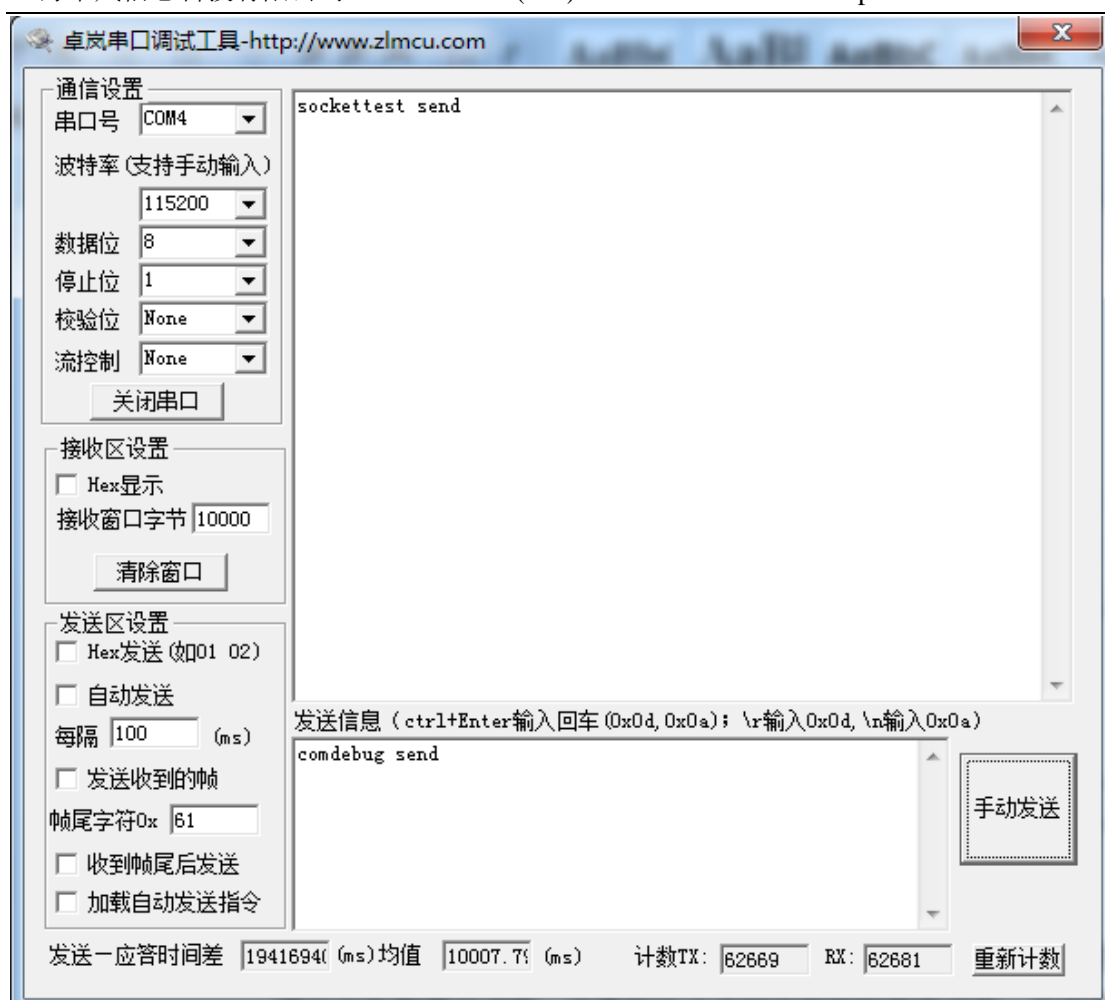 卓岚串口调试工具-http://www.zlmcu.com
通信设置
串口号 COM4
波特率(支持手动输入)
115200
数据位 8
停止位 1
校验位 None
流控制 None
关闭串口
接收区设置
Hex显示
接收窗口字节 10000
清除窗口
发送区设置
Hex发送(如01 02)
自动发送
每隔 100 (ms)
发送收到的帧
帧尾字符0x 61
收到帧尾后发送
加载自动发送指令
sockettest send
发送信息(ctrl+Enter输入回车(0x0d,0x0a); \r输入0x0d,\n输入0x0a)
comdebug send
手动发送
发送一应答时间差 1941694( (ms)均值 10007.7 (ms) 计数TX: 62669 RX: 62681 重新计数